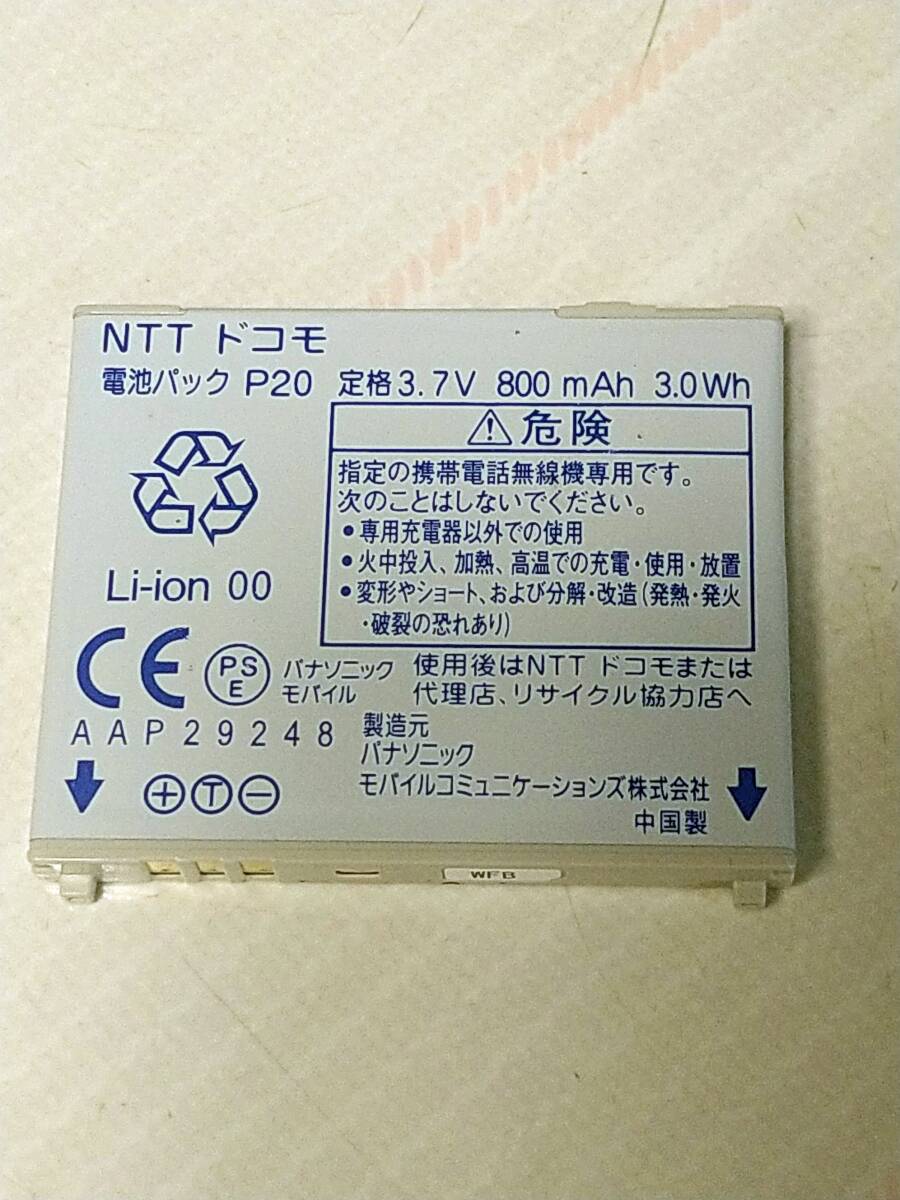 NTT ドコモ
電池パック P20 定格3.7V 800 mAh 3.0Wh
⚠危険
指定の携帯電話無線機専用です。
次のことはしないでください。
•専用充電器以外での使用
•火中投入、加熱、高温での充電・使用・放置
•変形やショート、および分解・改造(発熱・発火
・破裂の恐れあり)
Li-ion 00
CE PSE パナソニック
モバイル
使用後はNTT ドコモまたは
代理店、リサイクル協力店へ
AAP29248
製造元
パナソニック
モバイルコミュニケーションズ株式会社
中国製
+ T −
WFB